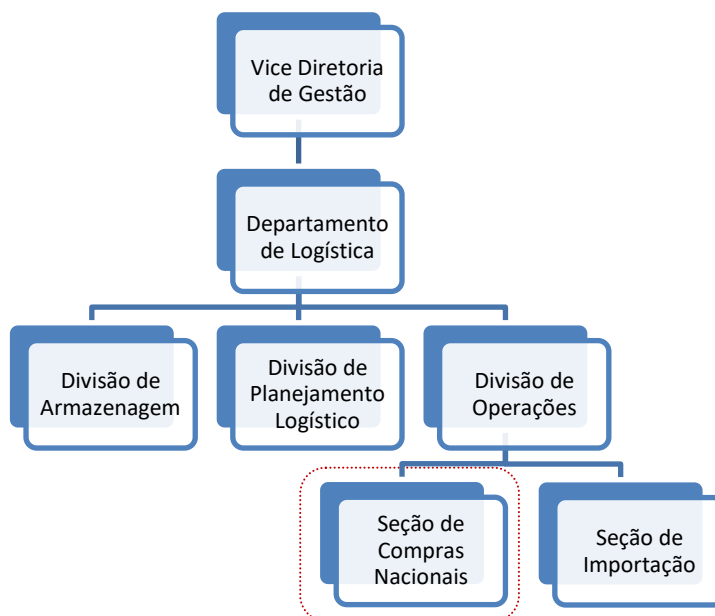 Vice Diretoria
de Gestão
Departamento
de Logística
Divisão de
Armazenagem
Divisão de
Planejamento
Logístico
Divisão de
Operações
Seção de
Compras
Nacionais
Seção de
Importação